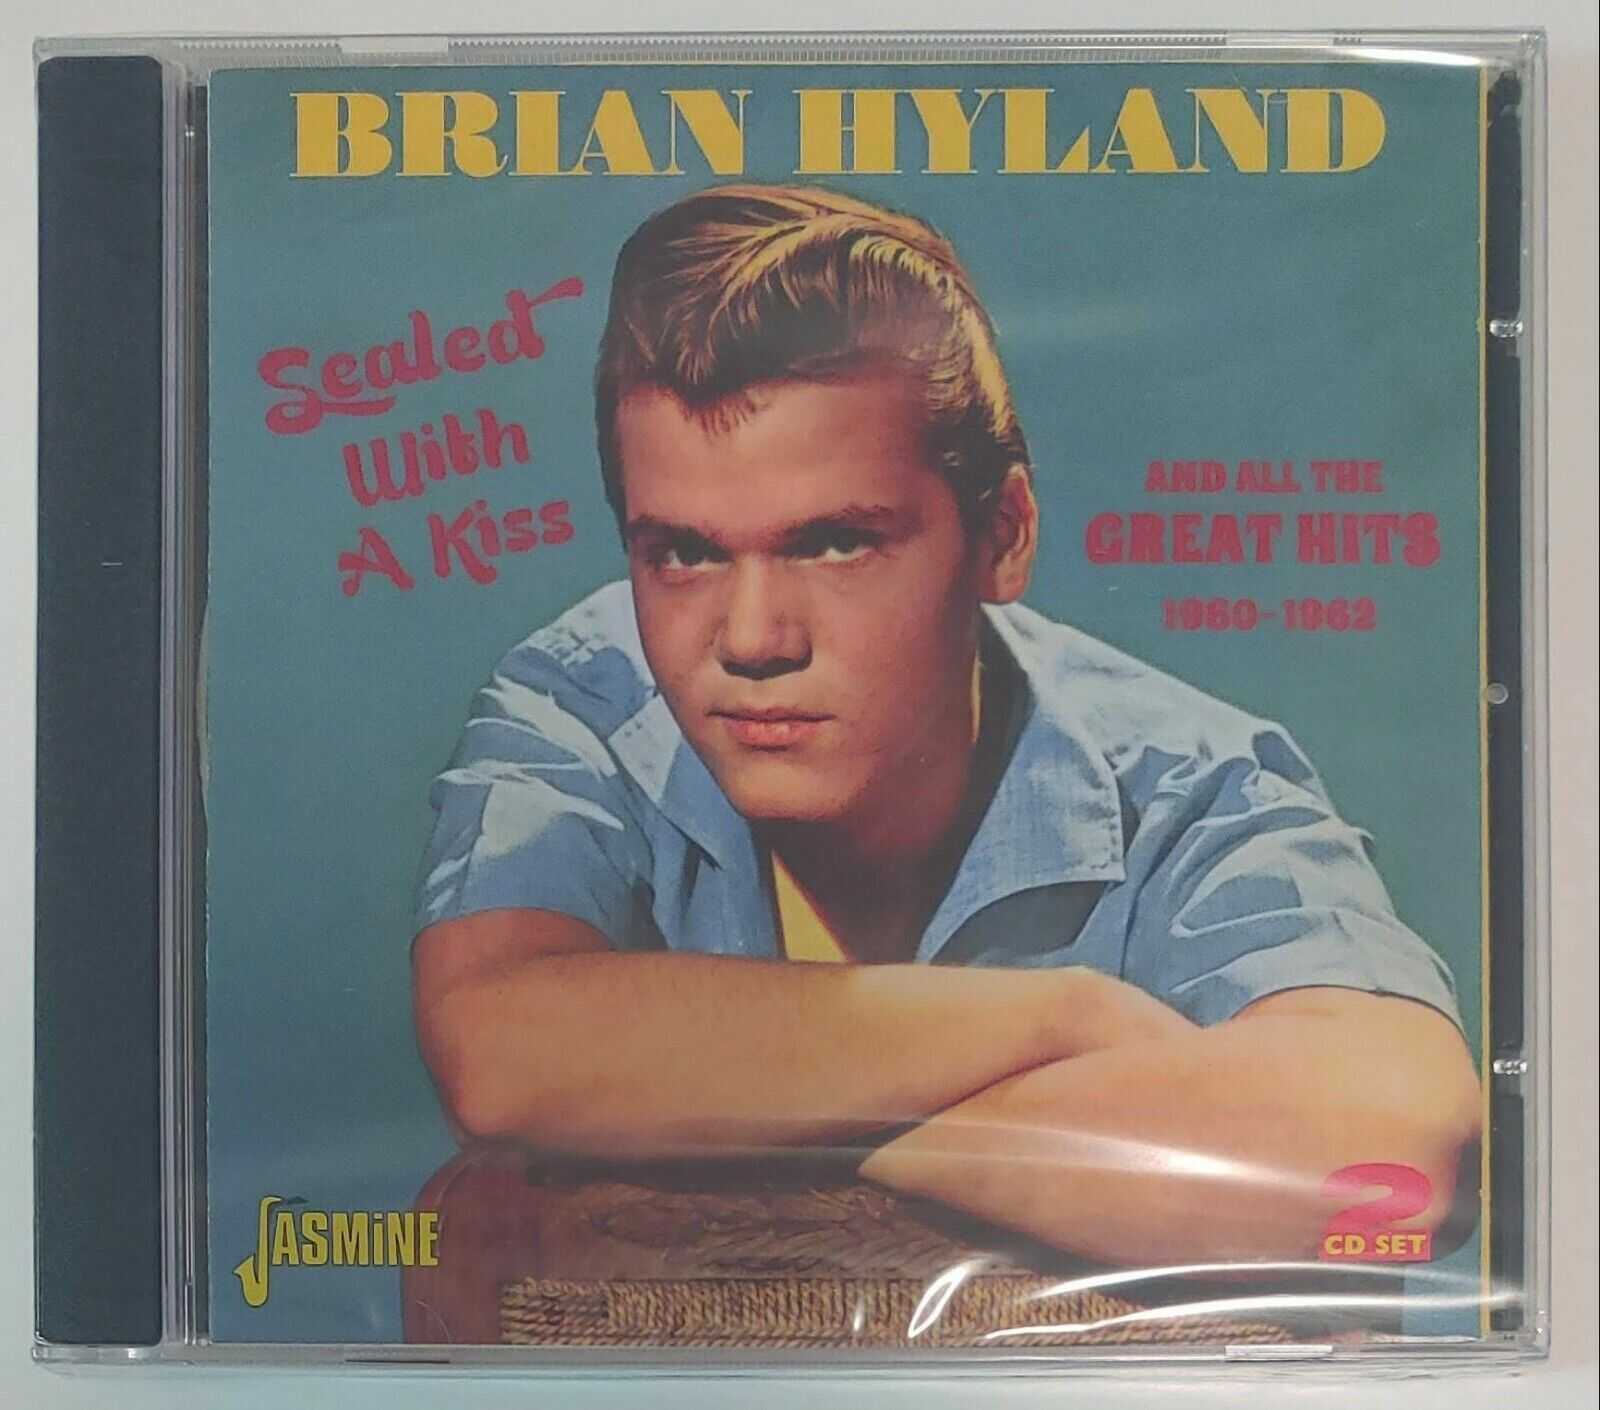 BRIAN HYLAND
Sealed
With
A Kiss
AND ALL THE
GREAT HITS
1960-1962
JASMiNE
2
CD SET